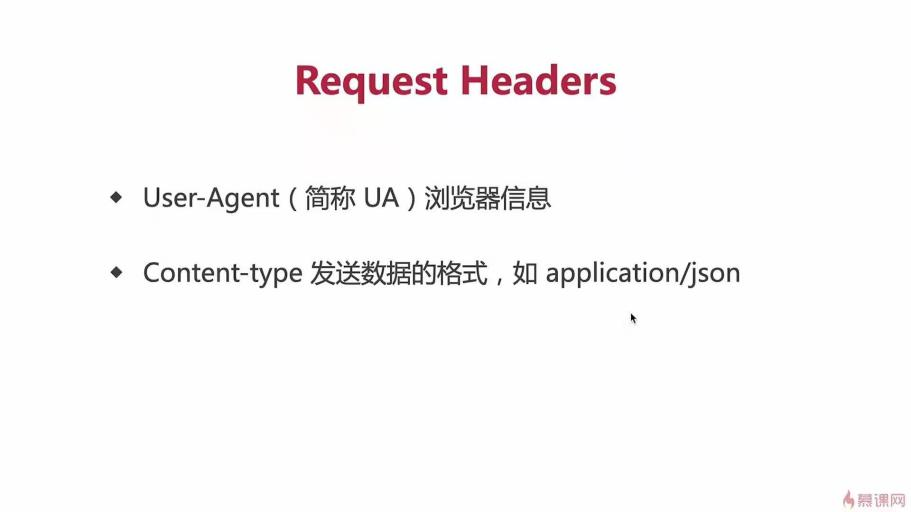 Request Headers
User-Agent（简称 UA）浏览器信息
Content-type 发送数据的格式，如 application/json
慕课网